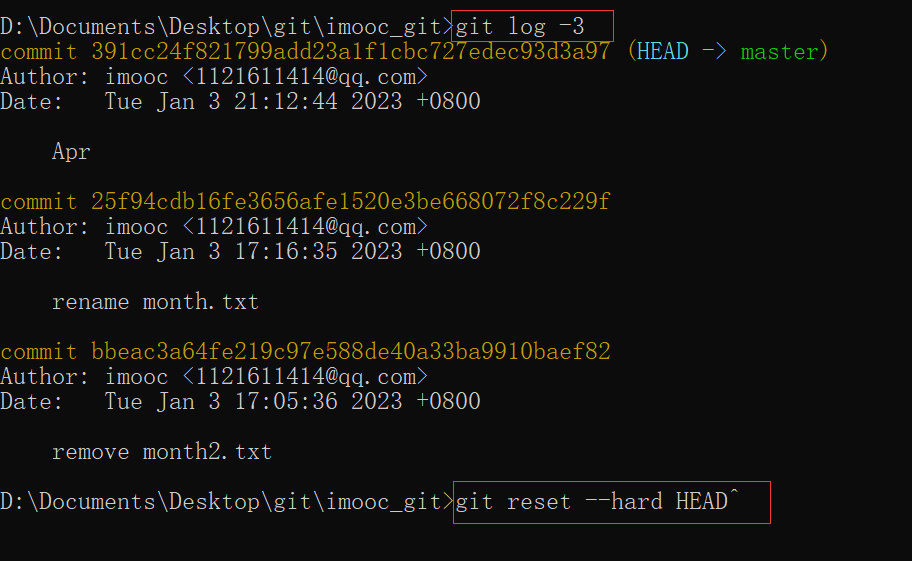 D:\Documents\Desktop\git\imooc_git>git log -3
commit 391cc24f821799add23a1f1cbc727edec93d3a97 (HEAD -> master)
Author: imooc <1121611414@qq.com>
Date:   Tue Jan 3 21:12:44 2023 +0800
Apr
commit 25f94cdb16fe3656afe1520e3be668072f8c229f
Author: imooc <1121611414@qq.com>
Date:   Tue Jan 3 17:16:35 2023 +0800
rename month.txt
commit bbeac3a64fe219c97e588de40a33ba9910baef82
Author: imooc <1121611414@qq.com>
Date:   Tue Jan 3 17:05:36 2023 +0800
remove month2.txt
D:\Documents\Desktop\git\imooc_git>git reset --hard HEAD^